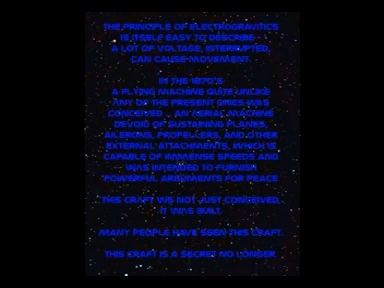 THE PRINCIPLE OF ELECTROGRAVITICS
IS ITSELF EASY TO DESCRIBE -
A LOT OF VOLTAGE, INTERRUPTED,
CAN CAUSE MOVEMENT.
IN THE 1870'S
A FLYING MACHINE QUITE UNLIKE
ANY OF THE PRESENT ONES WAS
CONCEIVED - AN AERIAL MACHINE
DEVOID OF SUSTAINING PLANES,
AILERONS, PROPELLERS, AND OTHER
EXTERNAL ATTACHMENTS, WHICH IS
CAPABLE OF IMMENSE SPEEDS AND
WAS INTENDED TO FURNISH
"POWERFUL ARGUMENTS FOR PEACE
THIS CRAFT WS NOT JUST CONCEIVED,
IT WAS BUILT.
MANY PEOPLE HAVE SEEN THIS CRAFT.
THIS CRAFT IS A SECRET NO LONGER.